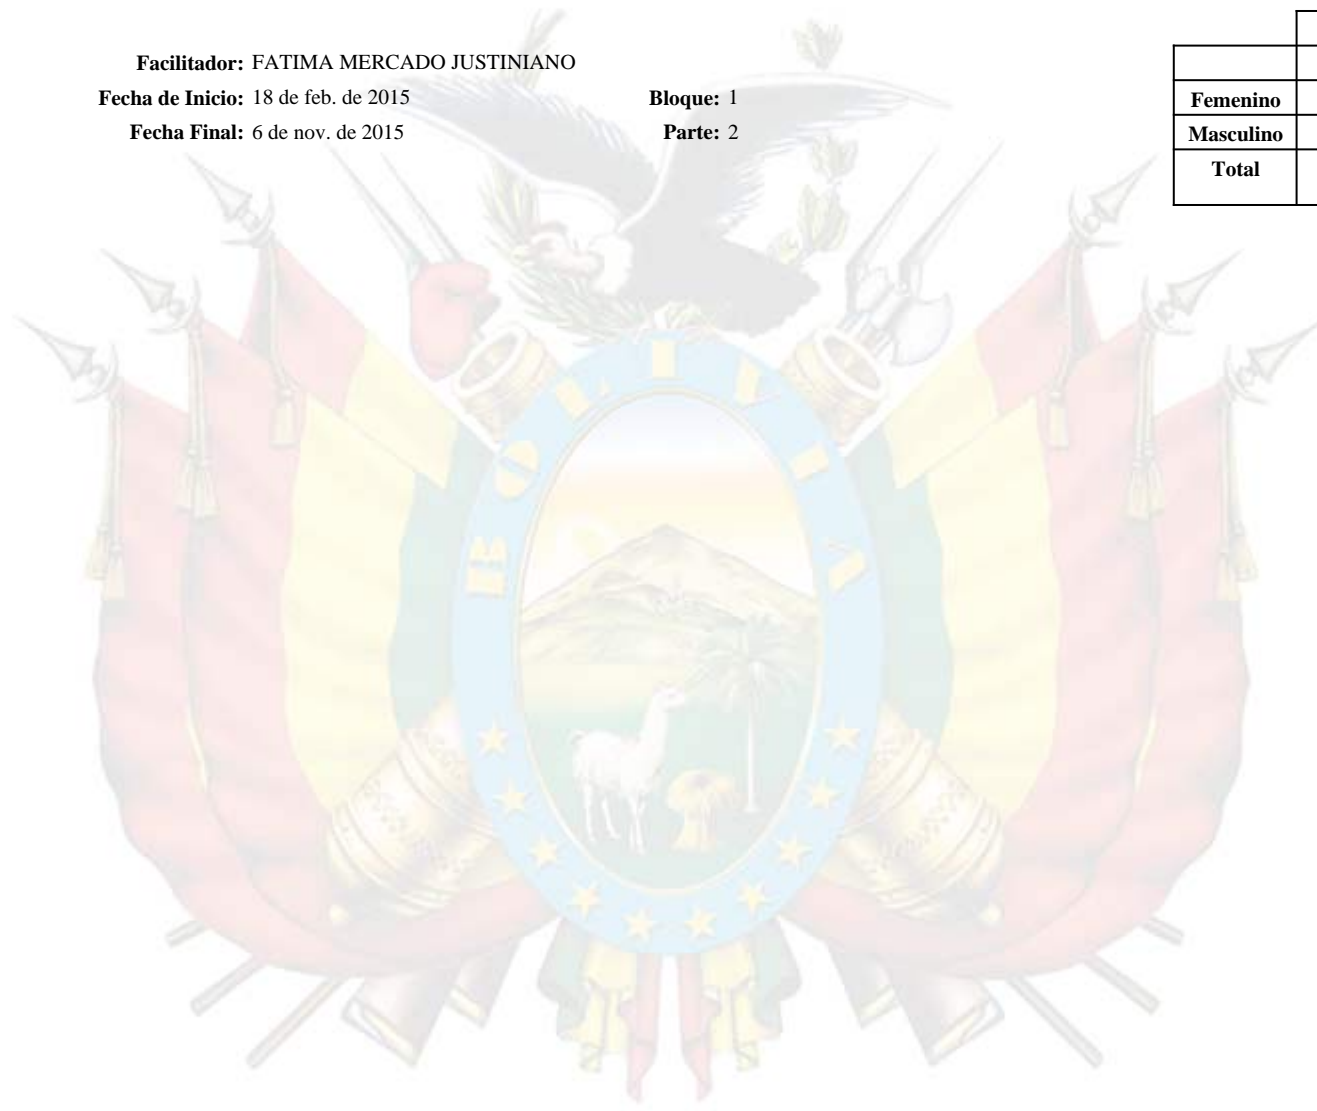 Facilitador: FATIMA MERCADO JUSTINIANO
Fecha de Inicio: 18 de feb. de 2015 Bloque: 1
Fecha Final: 6 de nov. de 2015 Parte: 2
Femenino
Masculino
Total
BOLIVIA